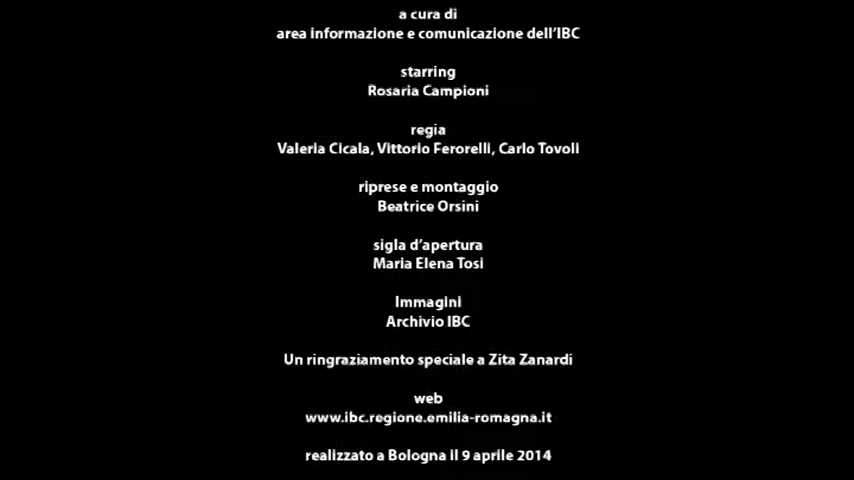 a cura di
area informazione e comunicazione dell'IBC
starring
Rosaria Campioni
regia
Valeria Cicala, Vittorio Ferorelli, Carlo Tovoli
riprese e montaggio
Beatrice Orsini
sigla d'apertura
Maria Elena Tosi
Immagini
Archivio IBC
Un ringraziamento speciale a Zita Zanardi
web
www.ibc.regione.emilia-romagna.it
realizzato a Bologna il 9 aprile 2014